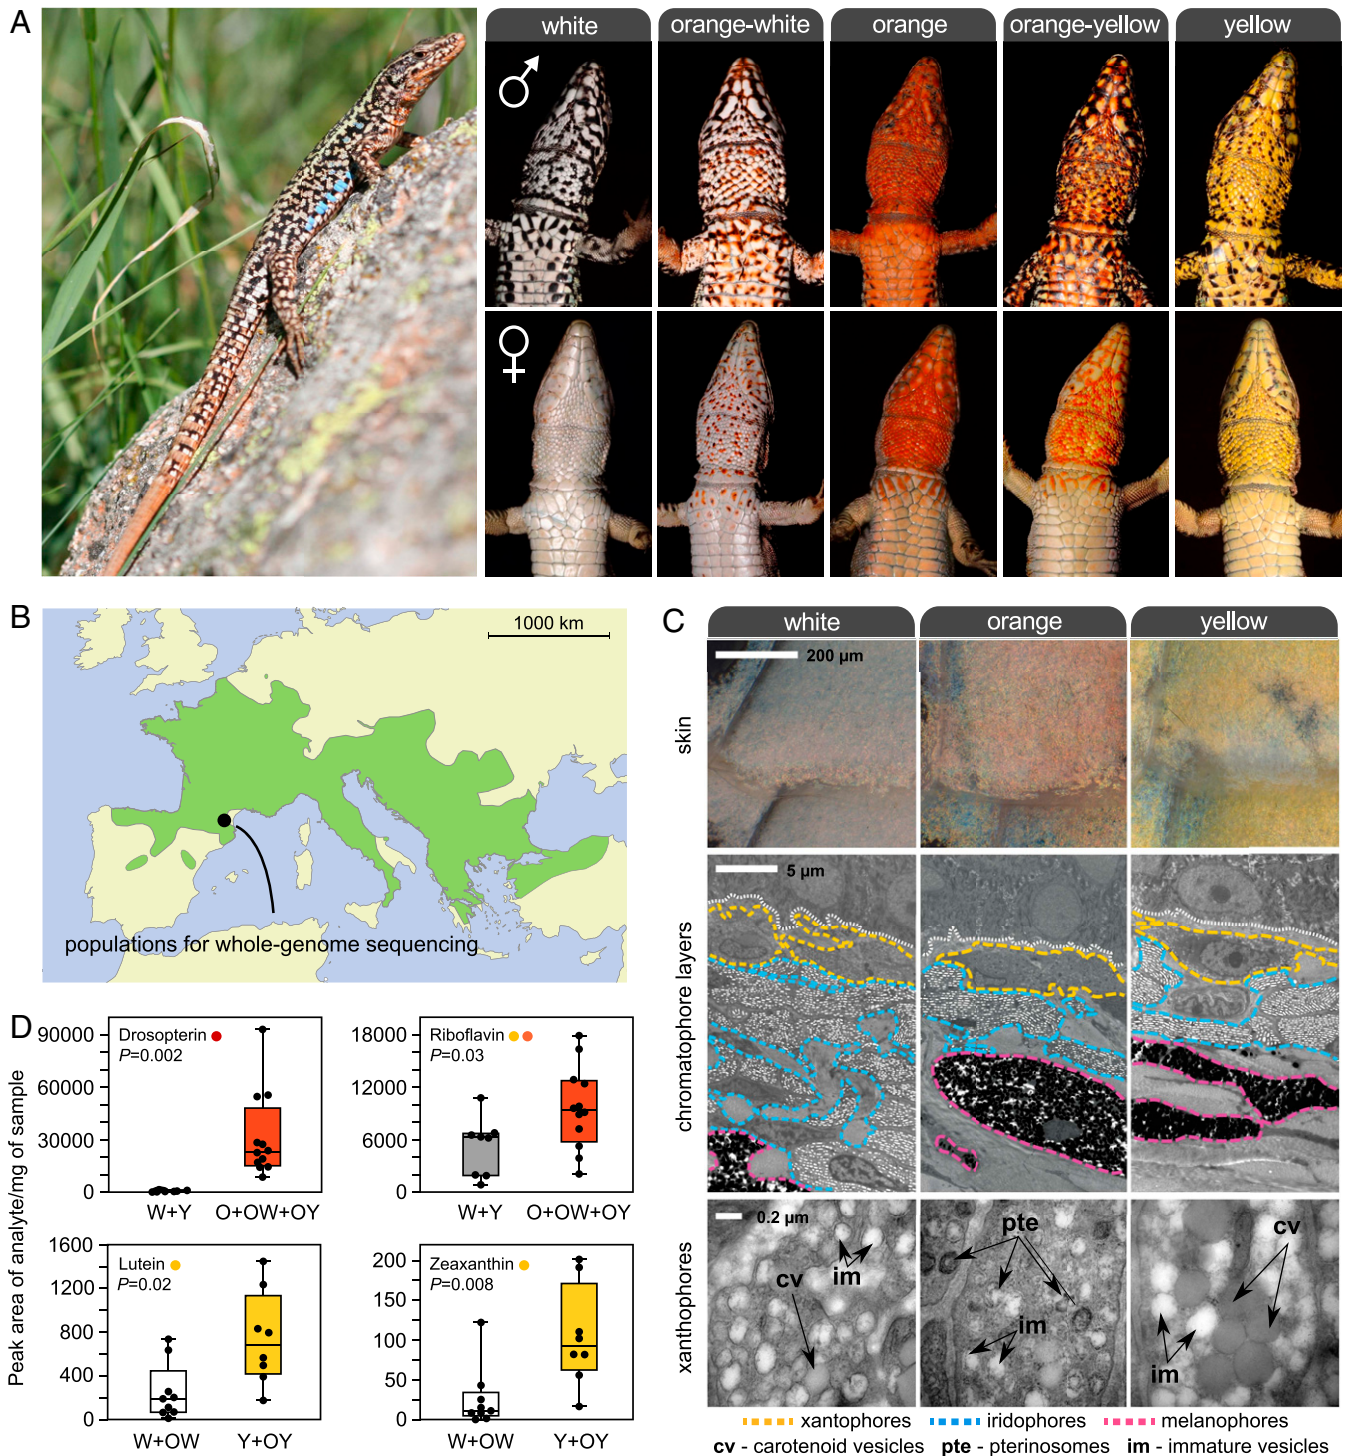 A
white
orange-white
orange
orange-yellow
yellow
B
1000 km
populations for whole-genome sequencing
C
white
orange
yellow
skin
200 µm
chromatophore layers
5 µm
xanthophores
0.2 µm
cv
im
pte
im
cv
im
xantophores
iridophores
melanophores
cv - carotenoid vesicles pte - pterinosomes im - immature vesicles
D
Peak area of analyte/mg of sample
90000
60000
30000
0
Drosopterin
P=0.002
W+Y
O+OW+OY
18000
12000
6000
0
Riboflavin
P=0.03
W+Y
O+OW+OY
1600
1200
800
400
0
Lutein
P=0.02
W+OW
Y+OY
200
150
100
50
25
0
Zeaxanthin
P=0.008
W+OW
Y+OY